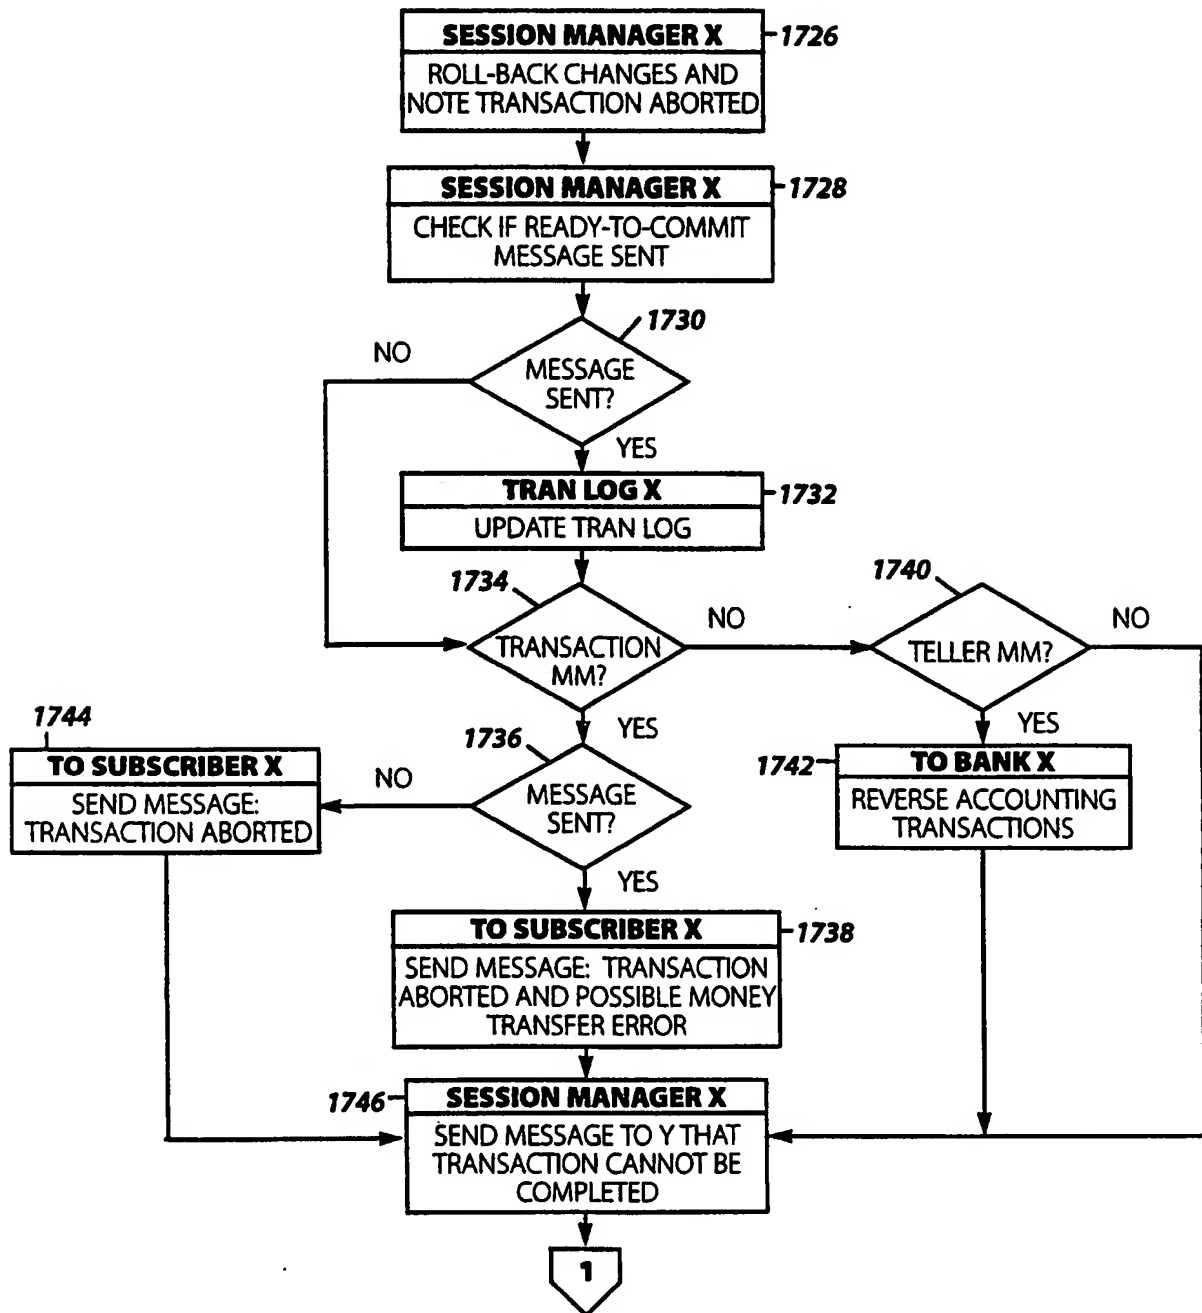 SESSION MANAGER X
1726
ROLL-BACK CHANGES AND
NOTE TRANSACTION ABORTED
SESSION MANAGER X
1728
CHECK IF READY-TO-COMMIT
MESSAGE SENT
1730
NO
MESSAGE
SENT?
YES
TRAN LOG X
1732
UPDATE TRAN LOG
1734
TRANSACTION
MM?
NO
1740
TELLER MM?
NO
YES
YES
1744
TO SUBSCRIBER X
SEND MESSAGE:
TRANSACTION ABORTED
NO
1736
MESSAGE
SENT?
YES
1742
TO BANK X
REVERSE ACCOUNTING
TRANSACTIONS
TO SUBSCRIBER X
1738
SEND MESSAGE: TRANSACTION
ABORTED AND POSSIBLE MONEY
TRANSFER ERROR
1746
SESSION MANAGER X
SEND MESSAGE TO Y THAT
TRANSACTION CANNOT BE
COMPLETED
1